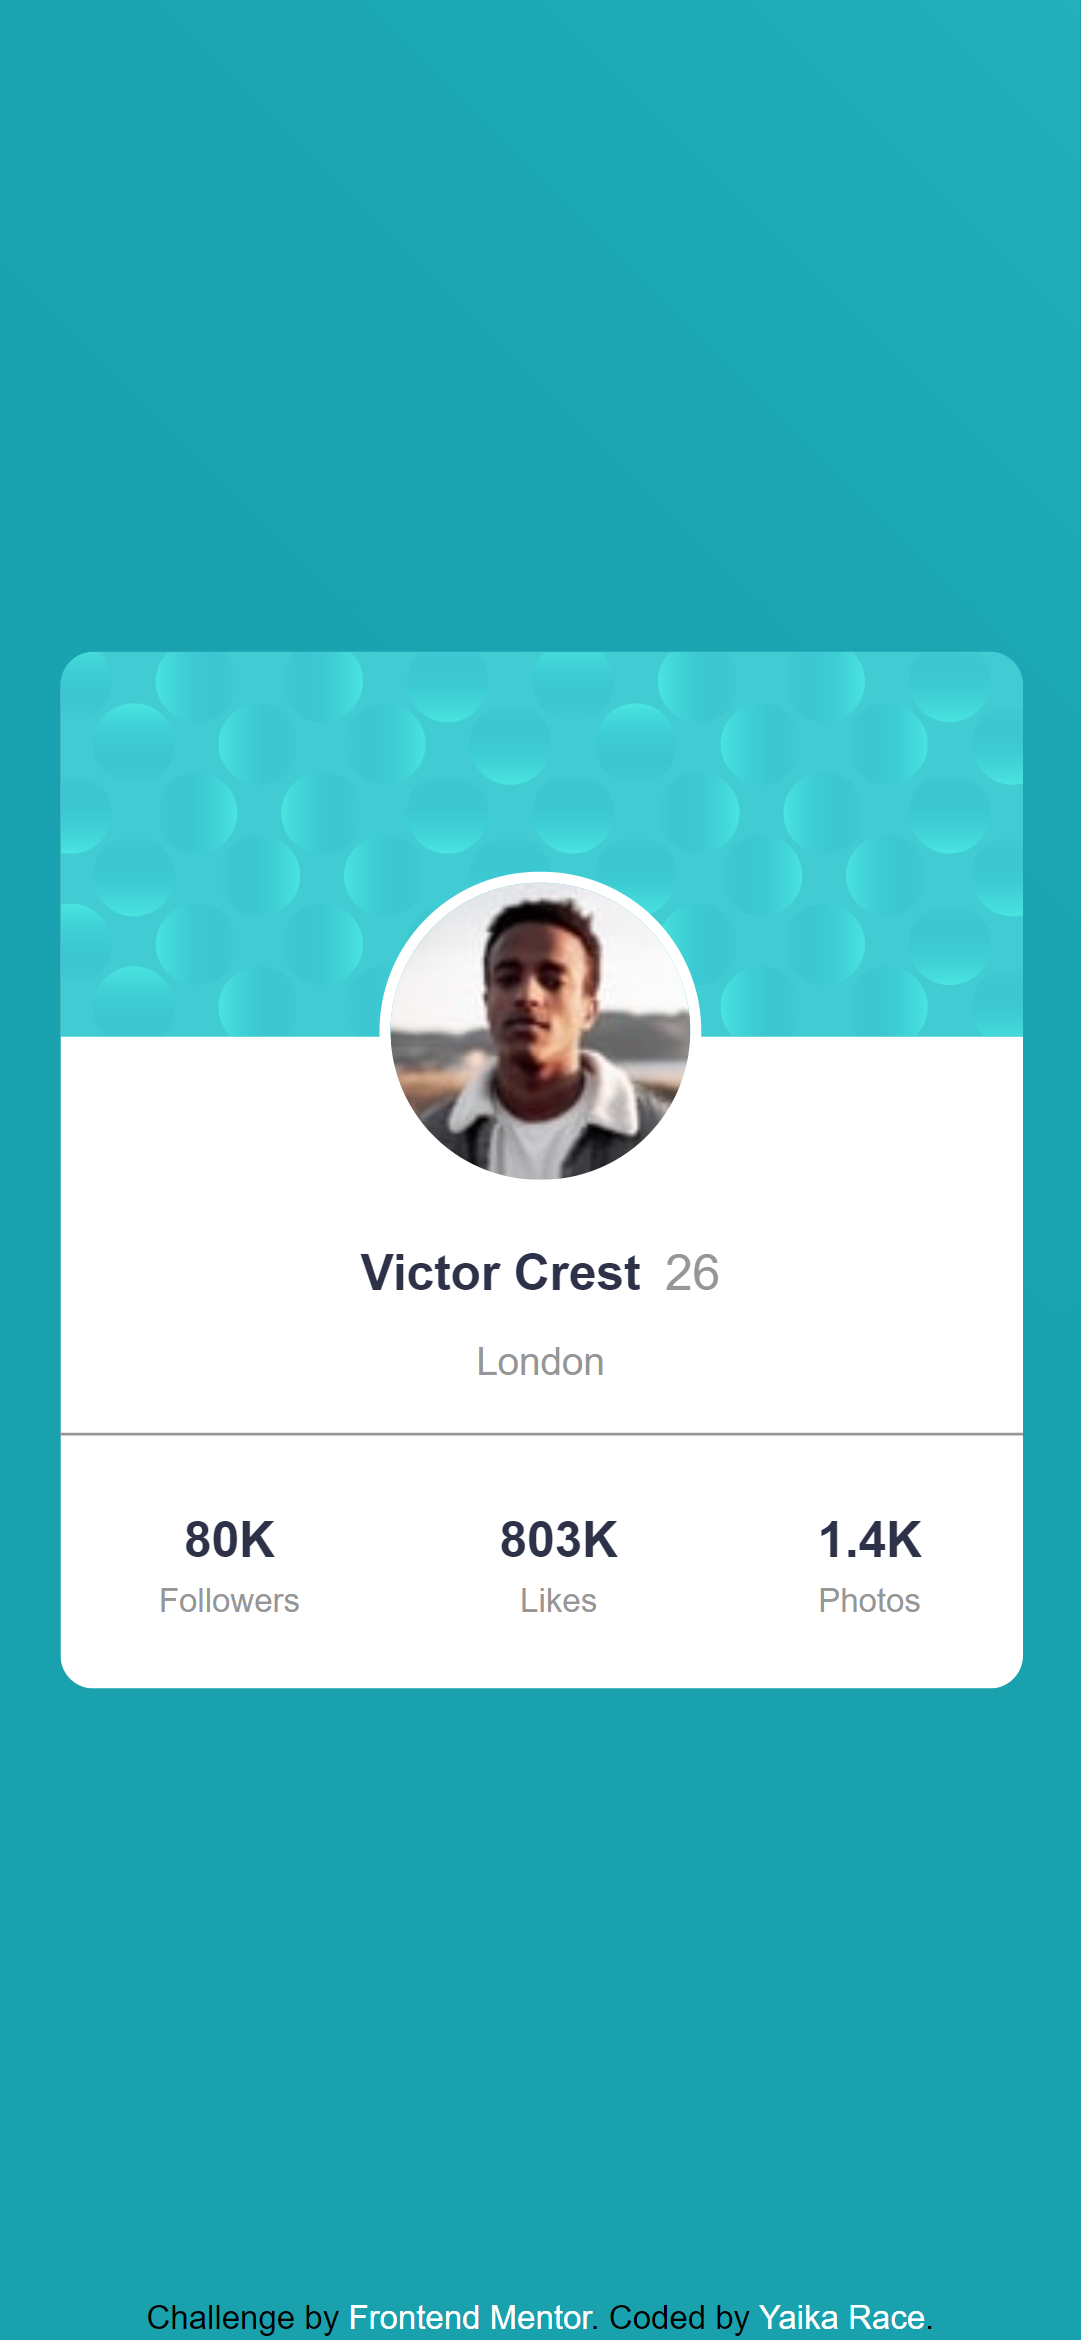 Victor Crest 26
London
80K 803K 1.4K
Followers Likes Photos
Challenge by Frontend Mentor. Coded by Yaika Race.